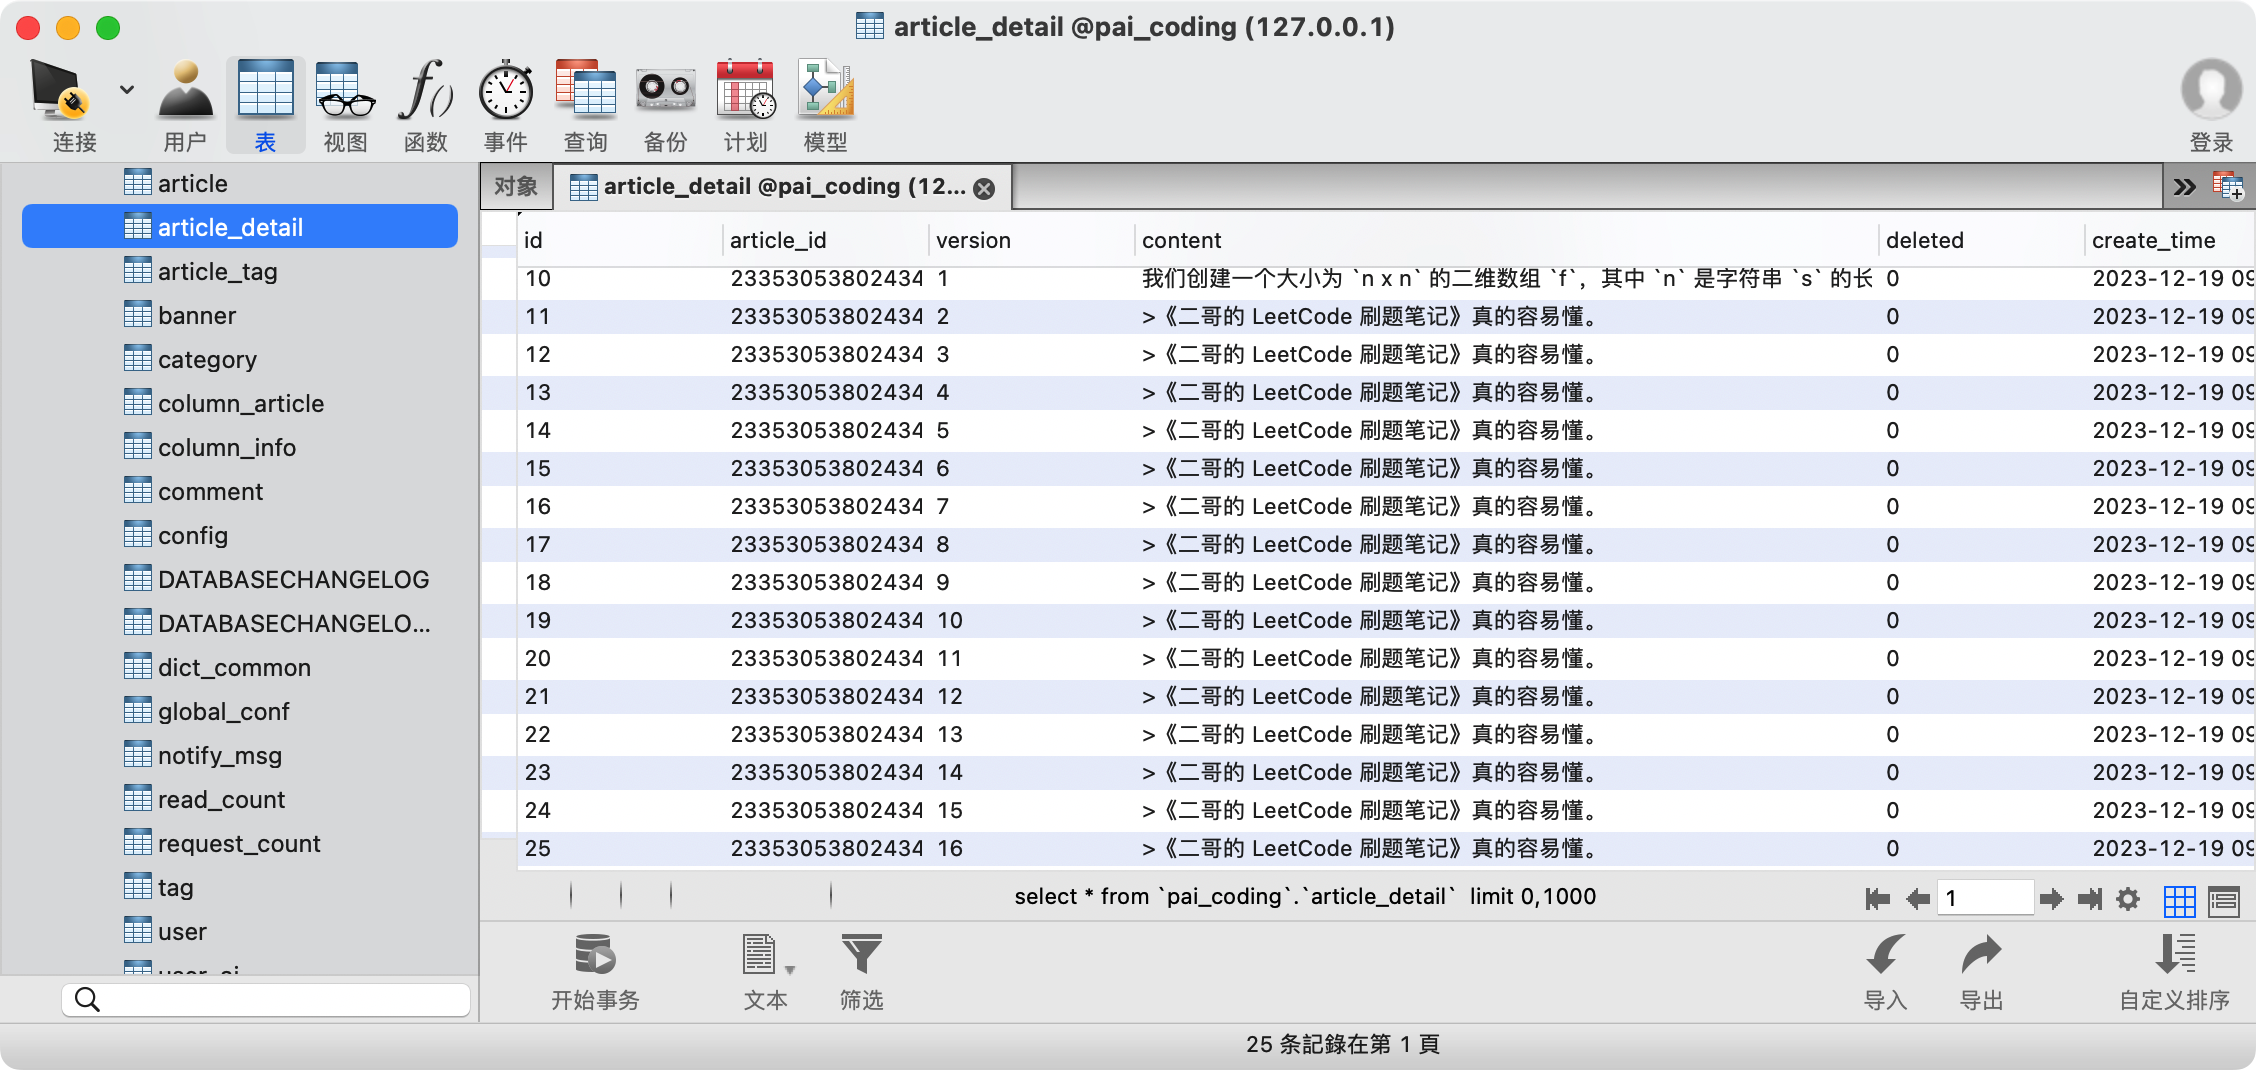 article_detail @pai_coding (127.0.0.1)
连接 用户 表 视图 函数 事件 查询 备份 计划 模型 登录
article
article_detail
article_tag
banner
category
column_article
column_info
comment
config
DATABASECHANGELOG
DATABASECHANGELO...
dict_common
global_conf
notify_msg
read_count
request_count
tag
user
对象 article_detail @pai_coding (12...
id article_id version content deleted create_time
10 23353053802434 1 我们创建一个大小为 `n x n` 的二维数组 `f`，其中 `n` 是字符串 `s` 的长 0 2023-12-19 09
11 23353053802434 2 >《二哥的 LeetCode 刷题笔记》真的容易懂。 0 2023-12-19 09
12 23353053802434 3 >《二哥的 LeetCode 刷题笔记》真的容易懂。 0 2023-12-19 09
13 23353053802434 4 >《二哥的 LeetCode 刷题笔记》真的容易懂。 0 2023-12-19 09
14 23353053802434 5 >《二哥的 LeetCode 刷题笔记》真的容易懂。 0 2023-12-19 09
15 23353053802434 6 >《二哥的 LeetCode 刷题笔记》真的容易懂。 0 2023-12-19 09
16 23353053802434 7 >《二哥的 LeetCode 刷题笔记》真的容易懂。 0 2023-12-19 09
17 23353053802434 8 >《二哥的 LeetCode 刷题笔记》真的容易懂。 0 2023-12-19 09
18 23353053802434 9 >《二哥的 LeetCode 刷题笔记》真的容易懂。 0 2023-12-19 09
19 23353053802434 10 >《二哥的 LeetCode 刷题笔记》真的容易懂。 0 2023-12-19 09
20 23353053802434 11 >《二哥的 LeetCode 刷题笔记》真的容易懂。 0 2023-12-19 09
21 23353053802434 12 >《二哥的 LeetCode 刷题笔记》真的容易懂。 0 2023-12-19 09
22 23353053802434 13 >《二哥的 LeetCode 刷题笔记》真的容易懂。 0 2023-12-19 09
23 23353053802434 14 >《二哥的 LeetCode 刷题笔记》真的容易懂。 0 2023-12-19 09
24 23353053802434 15 >《二哥的 LeetCode 刷题笔记》真的容易懂。 0 2023-12-19 09
25 23353053802434 16 >《二哥的 LeetCode 刷题笔记》真的容易懂。 0 2023-12-19 09
select * from `pai_coding`.`article_detail` limit 0,1000 1
开始事务 文本 筛选 导入 导出 自定义排序
25 条記錄在第 1 頁